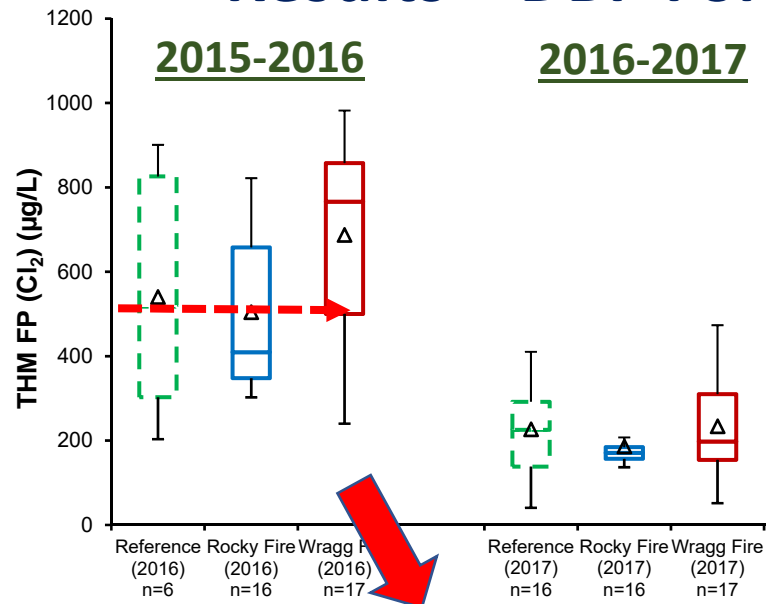 2015-2016
2016-2017
THM FP (Cl₂) (µg/L)
1200
1000
800
600
400
200
0
Reference (2016) n=6
Rocky Fire (2016) n=16
Wragg (2016) n=17
Reference (2017) n=16
Rocky Fire (2017) n=16
Wragg Fire (2017) n=17